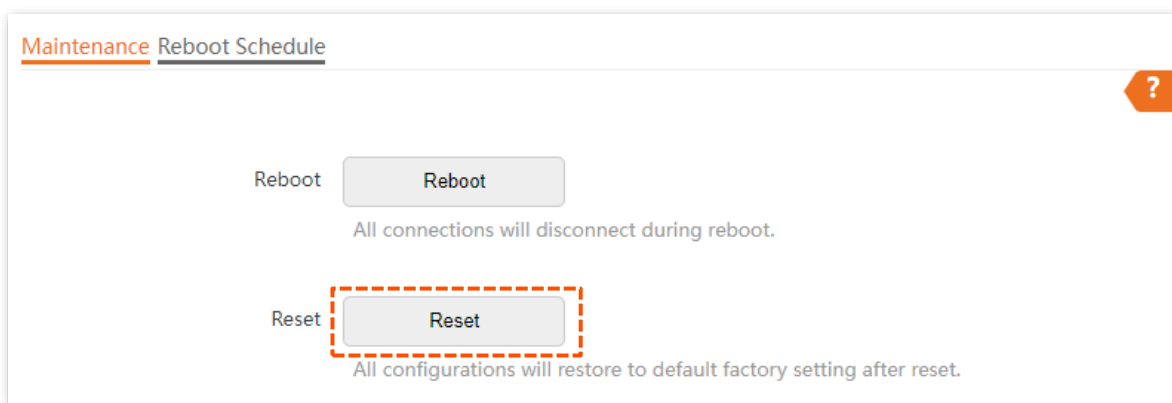 Maintenance Reboot Schedule
?
Reboot Reboot
All connections will disconnect during reboot.
Reset Reset
All configurations will restore to default factory setting after reset.